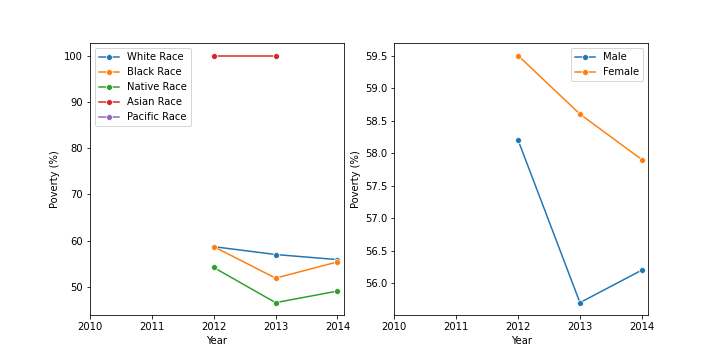 White Race
Black Race
Native Race
Asian Race
Pacific Race
Poverty (%)
100
90
80
70
60
50
2010 2011 2012 2013 2014
Year
Male
Female
Poverty (%)
59.5
59.0
58.5
58.0
57.5
57.0
56.5
56.0
2010 2011 2012 2013 2014
Year